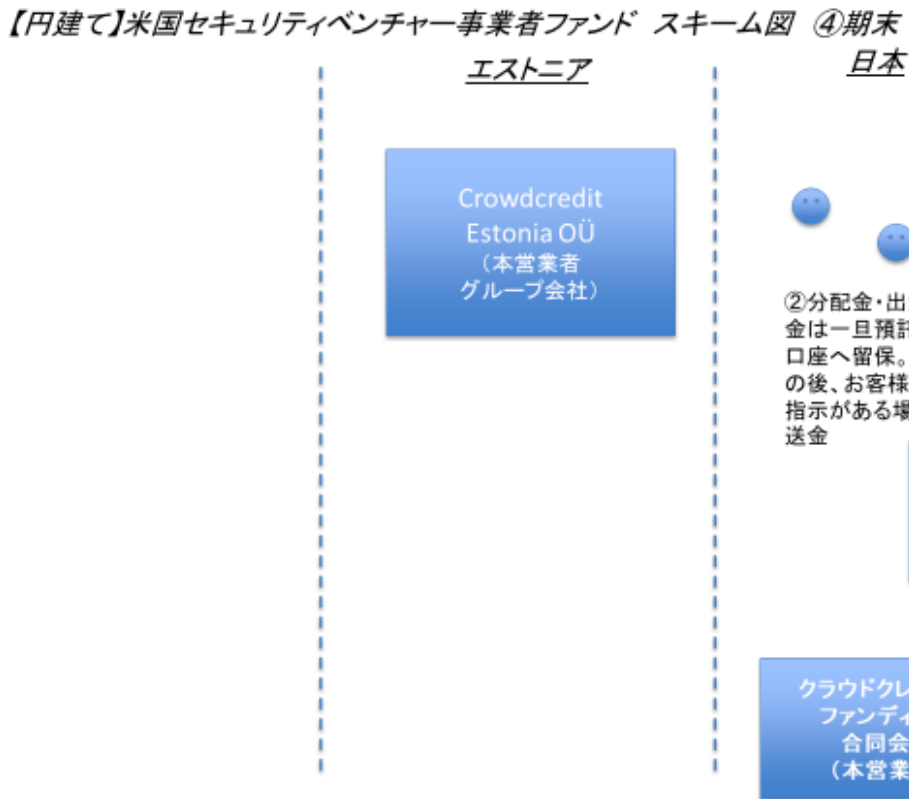 【円建て】米国セキュリティベンチャー事業者ファンド スキーム図 ④期末
エストニア
日本
Crowdcredit
Estonia OÜ
（本営業者
グループ会社）
②分配金・出
金は一旦預
口座へ留保。
の後、お客様
指示がある場
送金
クラウドクレ
ファンディ
合同会
（本営業